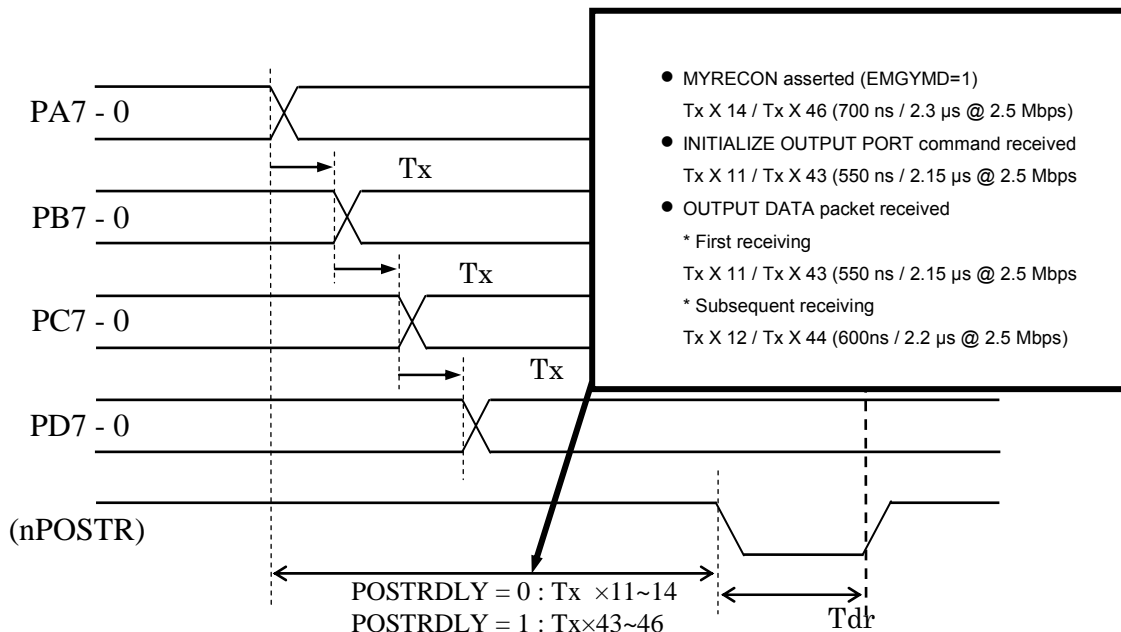 ● MYRECON asserted (EMGYMD=1)
Tx X 14 / Tx X 46 (700 ns / 2.3 µs @ 2.5 Mbps)
● INITIALIZE OUTPUT PORT command received
Tx X 11 / Tx X 43 (550 ns / 2.15 µs @ 2.5 Mbps
● OUTPUT DATA packet received
* First receiving
Tx X 11 / Tx X 43 (550 ns / 2.15 µs @ 2.5 Mbps
* Subsequent receiving
Tx X 12 / Tx X 44 (600ns / 2.2 µs @ 2.5 Mbps)
PA7 - 0
Tx
PB7 - 0
Tx
PC7 - 0
Tx
PD7 - 0
(nPOSTR)
POSTRDLY = 0 : Tx ×11~14
POSTRDLY = 1 : Tx×43~46
Tdr